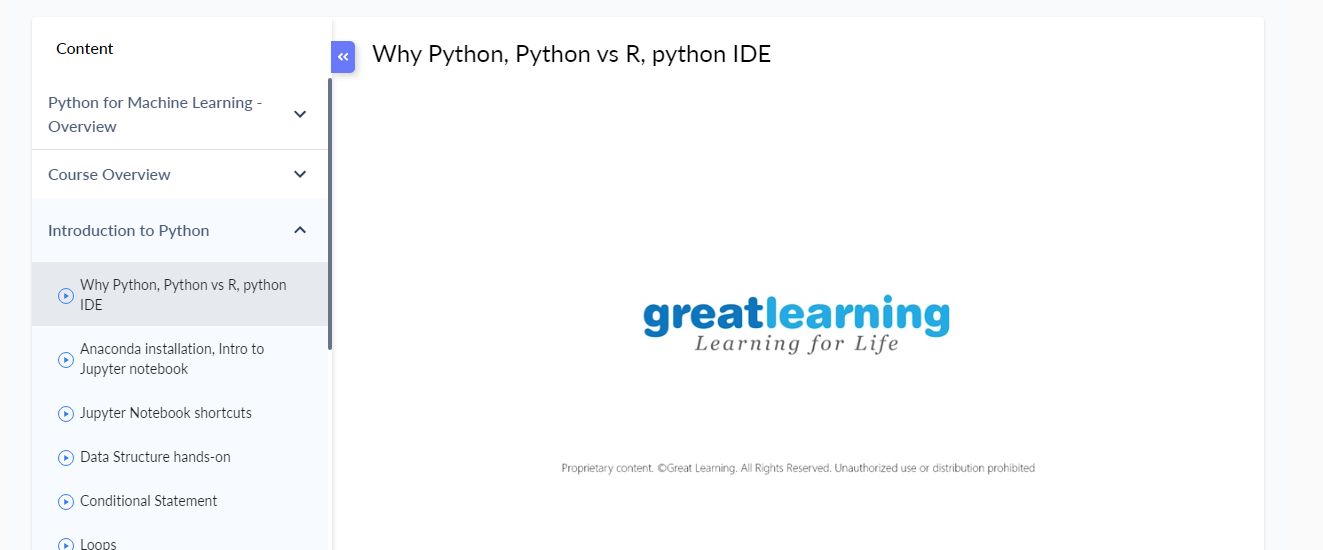 Content
Python for Machine Learning -
Overview
Course Overview
Introduction to Python
Why Python, Python vs R, python
IDE
Anaconda installation, Intro to
Jupyter notebook
Jupyter Notebook shortcuts
Data Structure hands-on
Conditional Statement
Loops
Why Python, Python vs R, python IDE
greatlearning
Learning for Life
Proprietary content. ©Great Learning. All Rights Reserved. Unauthorized use or distribution prohibited